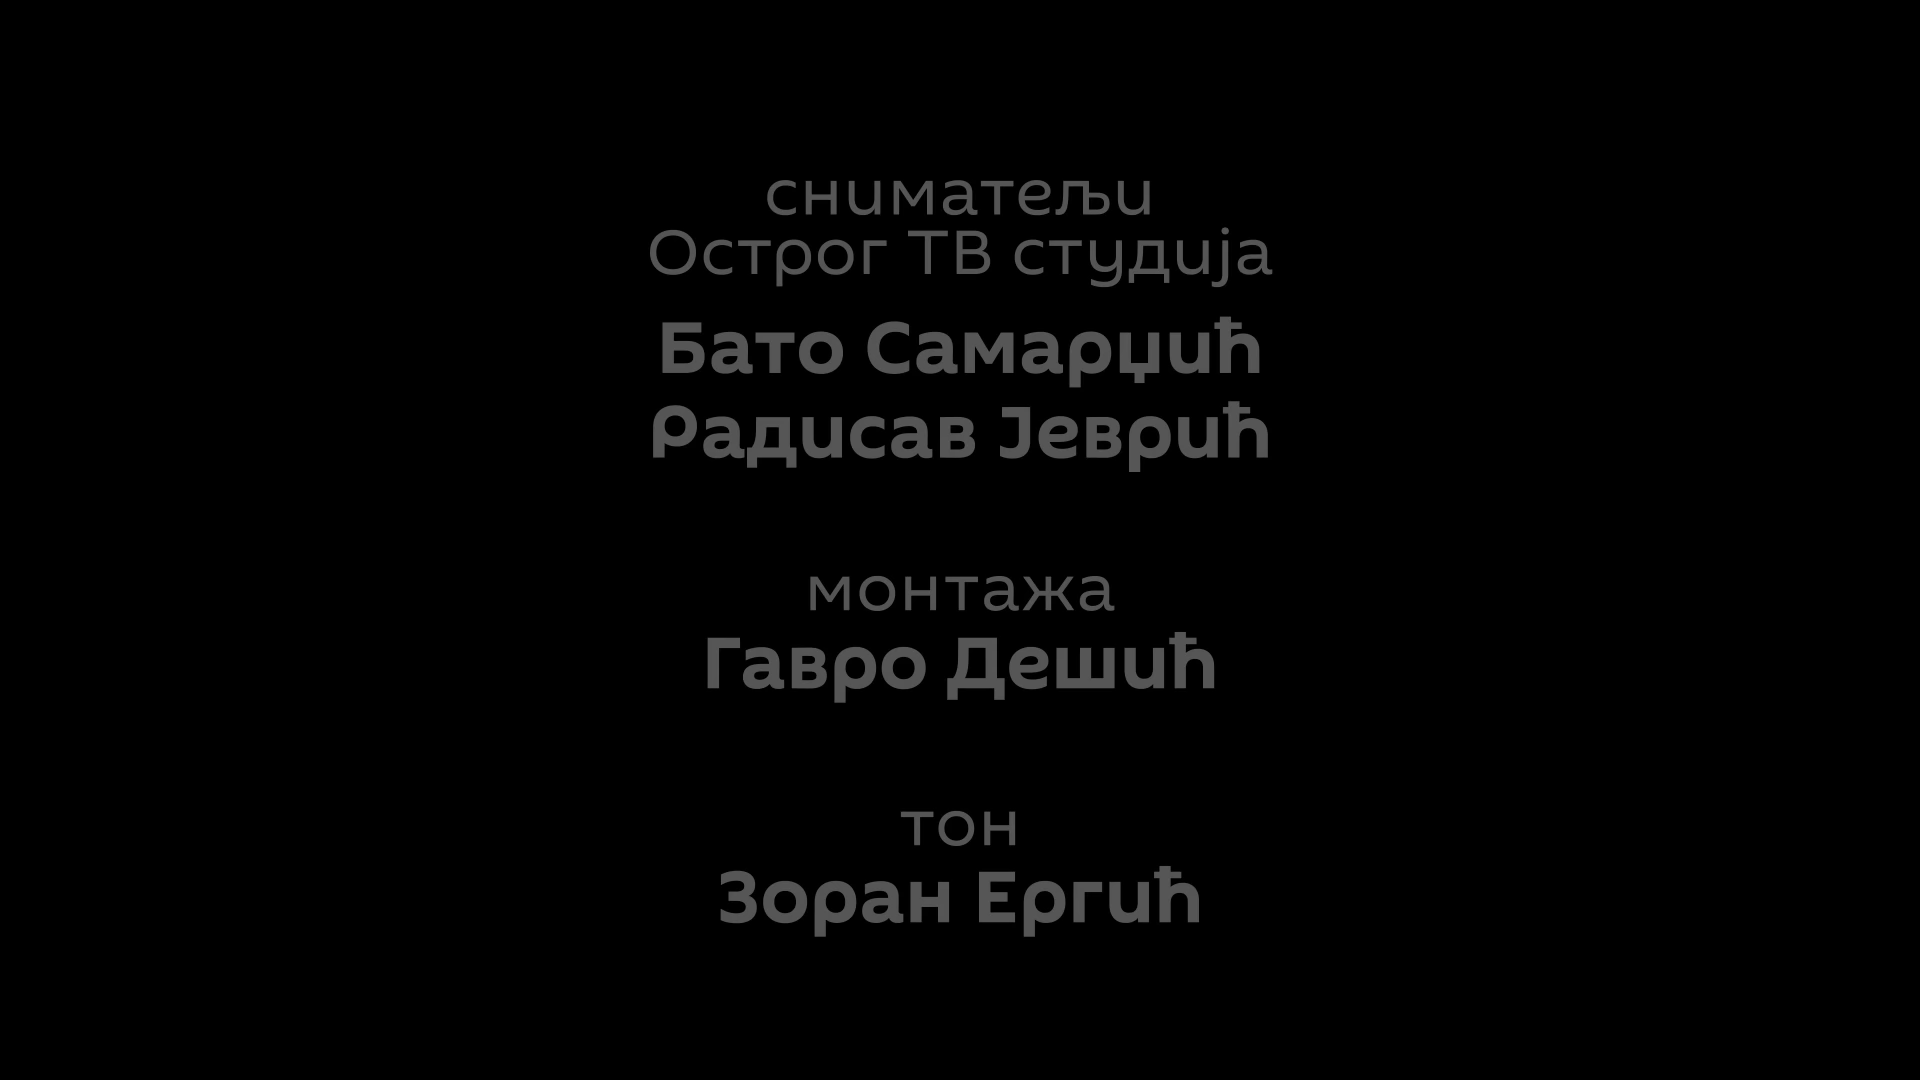 сниматељи
Острог ТВ студија
Бато Самарџић
Радисав Јеврић
монтажа
Гавро Дешић
тон
Зоран Ергић